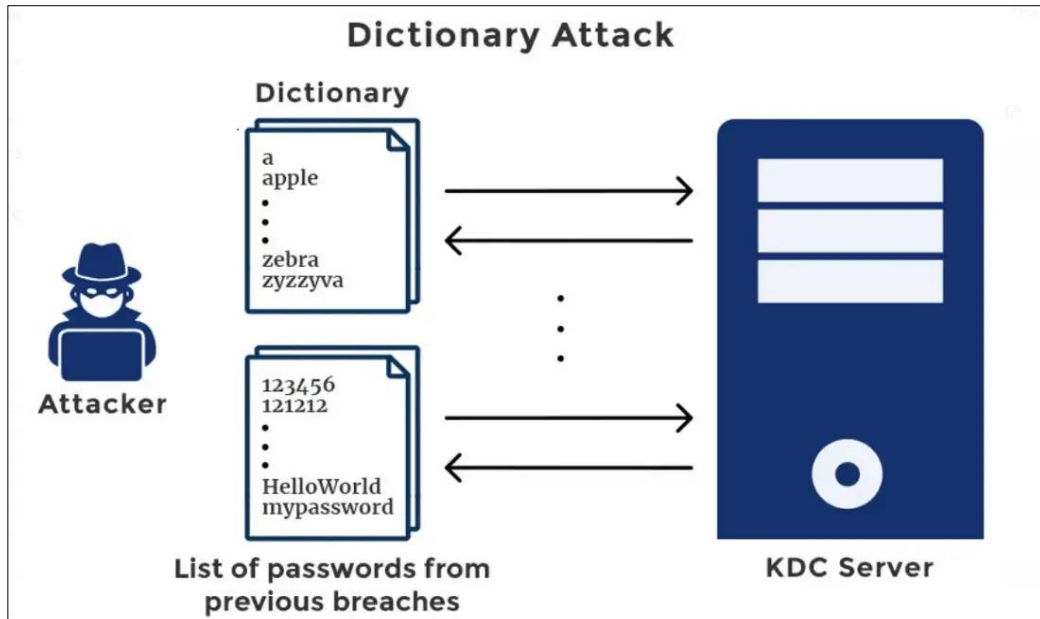 Dictionary Attack
Dictionary
a
apple
zebra
zyzzyva
Attacker
123456
121212
HelloWorld
mypassword
List of passwords from
previous breaches
KDC Server